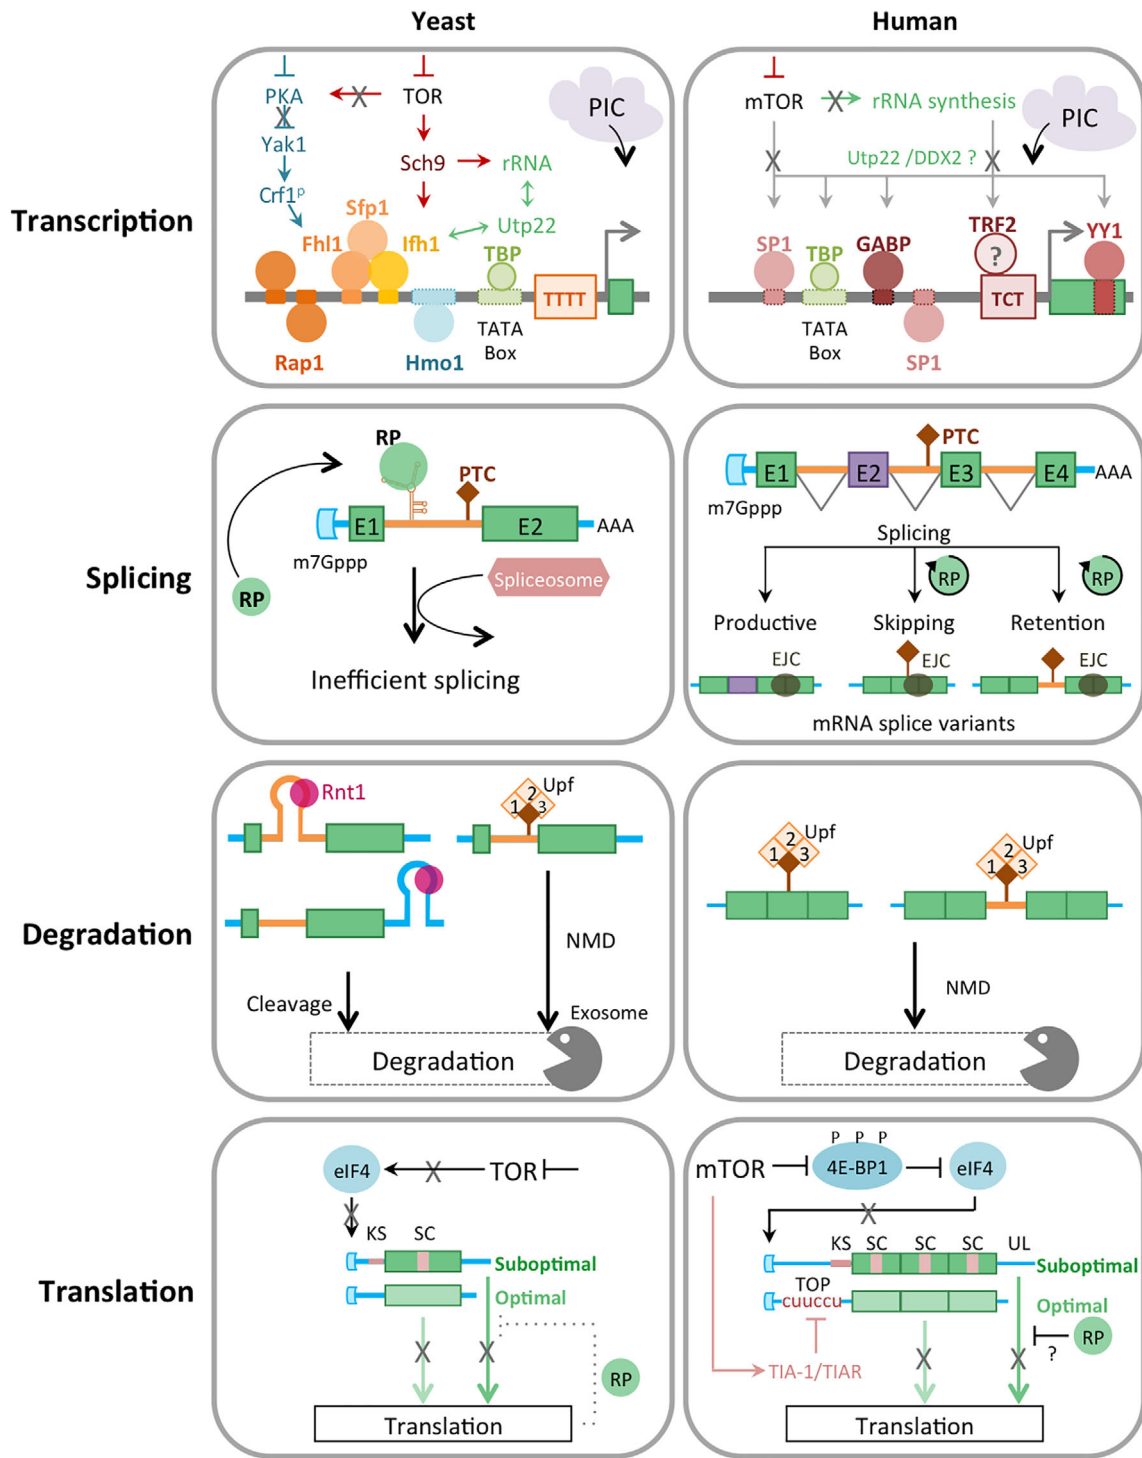 Yeast
Human
Transcription
PKA
X
TOR
X
Yak1
Sch9
rRNA
Crf1p
Sfp1
Fhl1
Ifh1
Utp22
TBP
PIC
TTTT
Rap1
Hmo1
TATA
Box
mTOR
X
rRNA synthesis
PIC
X
Utp22 /DDX2 ?
X
SP1
TBP
GABP
TRF2
?
YY1
TCT
TATA
Box
SP1
Splicing
RP
PTC
E1
E2
AAA
m7Gppp
RP
Spliceosome
Inefficient splicing
PTC
E1
E2
E3
E4
AAA
m7Gppp
Splicing
RP
RP
Productive
Skipping
Retention
EJC
EJC
EJC
mRNA splice variants
Degradation
Rnt1
Upf
1 2 3
NMD
Cleavage
Exosome
Degradation
Upf
1 2 3
Upf
1 2 3
NMD
Degradation
Translation
eIF4
X
TOR
X
KS
SC
Suboptimal
Optimal
X
X
RP
Translation
P P P
mTOR
4E-BP1
eIF4
X
KS
SC
SC
SC
UL
Suboptimal
TOP
cuuccu
Optimal
RP
?
TIA-1/TIAR
X
X
Translation